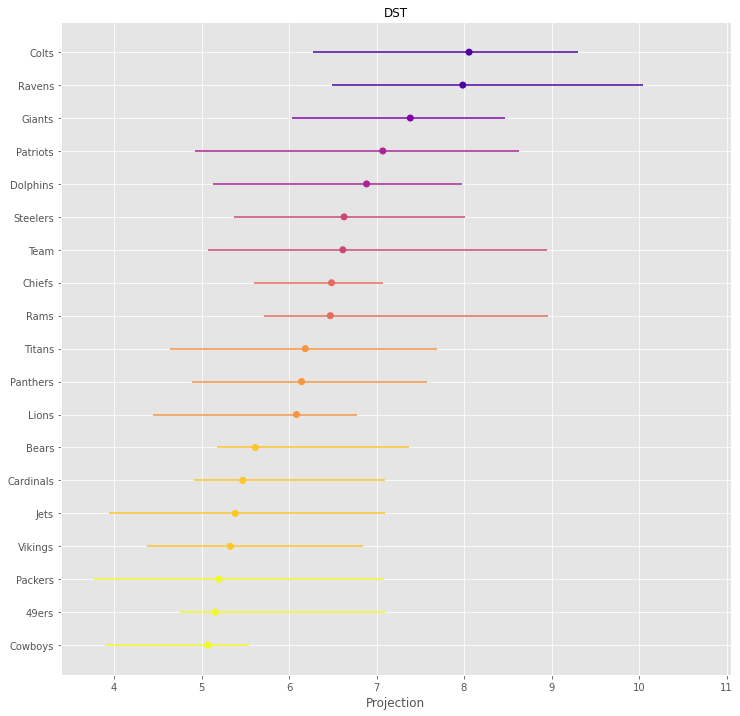 DST
Colts
Ravens
Giants
Patriots
Dolphins
Steelers
Team
Chiefs
Rams
Titans
Panthers
Lions
Bears
Cardinals
Jets
Vikings
Packers
49ers
Cowboys
4 5 6 7 8 9 10 11
Projection